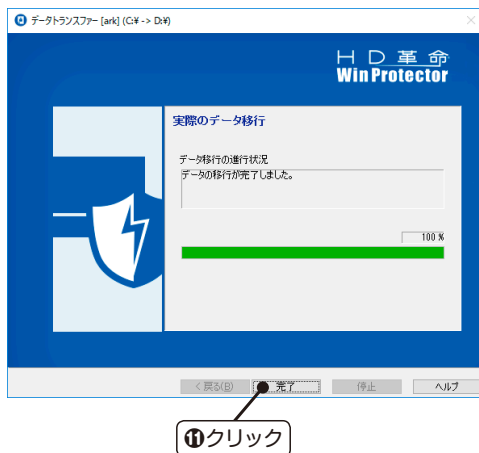 データトランスファー [ark] (C:¥ -> D:¥)
HD革命
WinProtector
実際のデータ移行
データ移行の進行状況
データの移行が完了しました。
100 %
< 戻る(B) 完了 停止 ヘルプ
⓫クリック